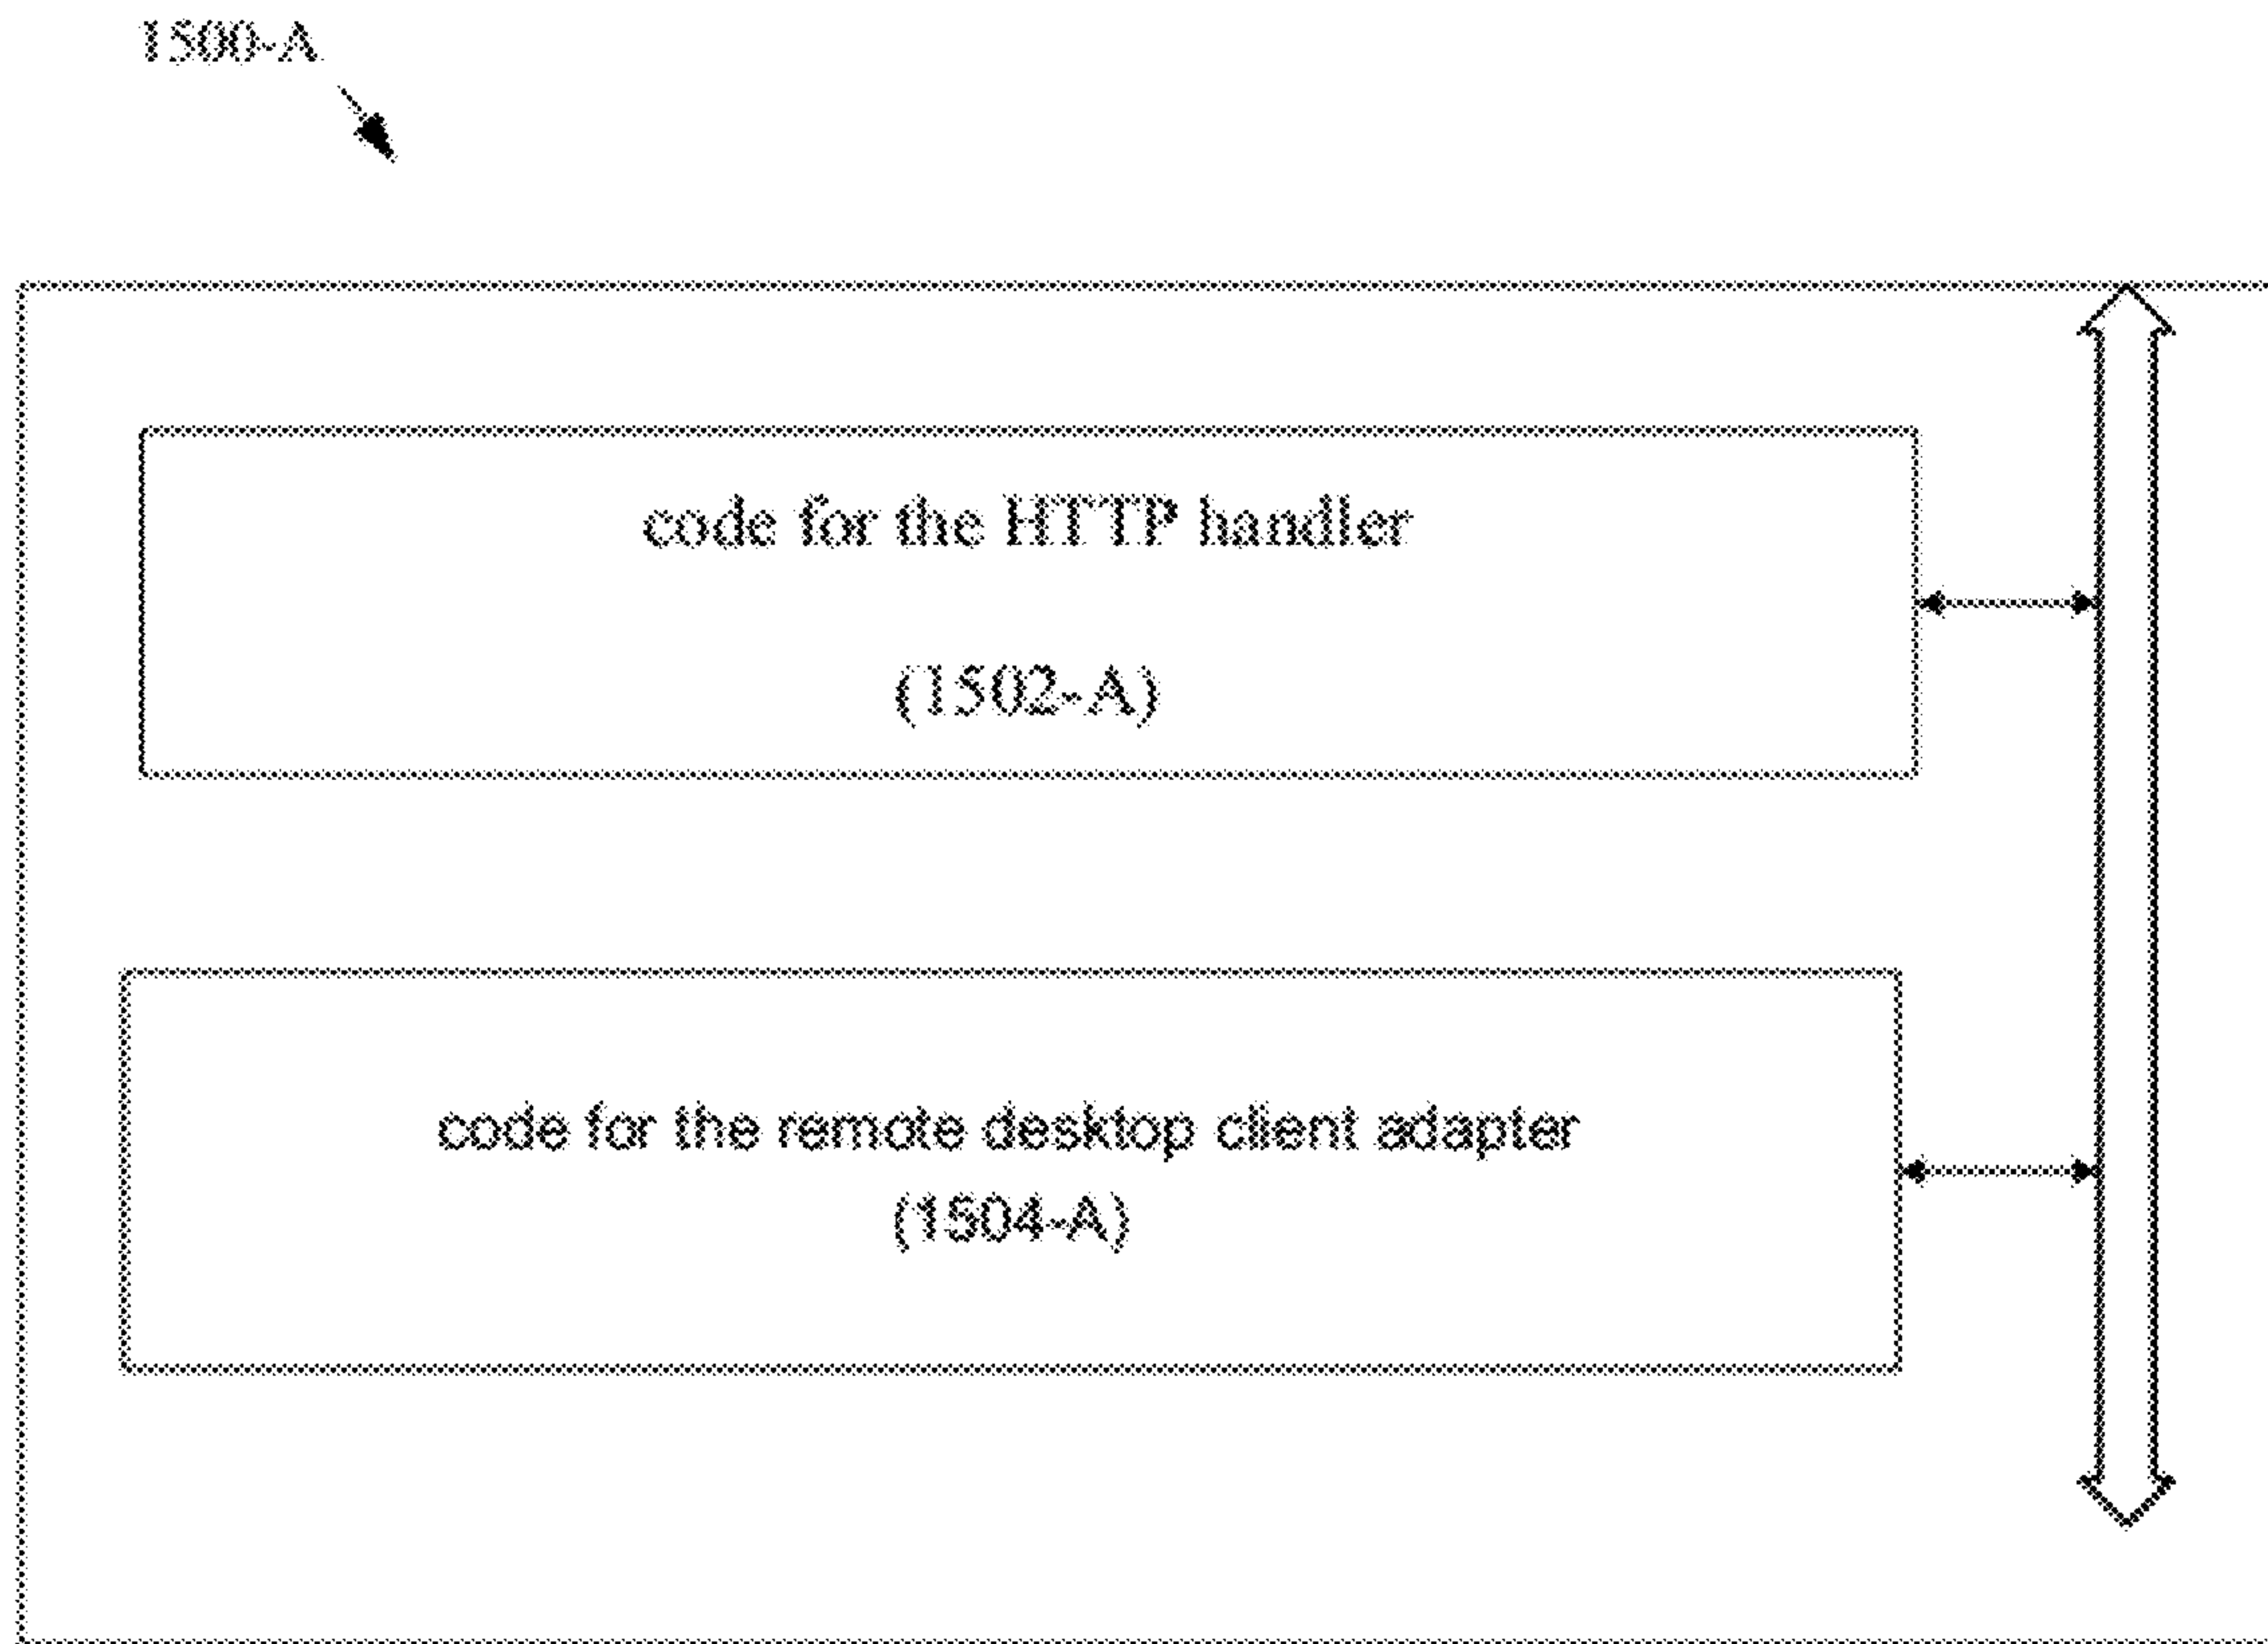 1500-A
code for the HTTP handler
(1502-A)
code for the remote desktop client adapter
(1504-A)